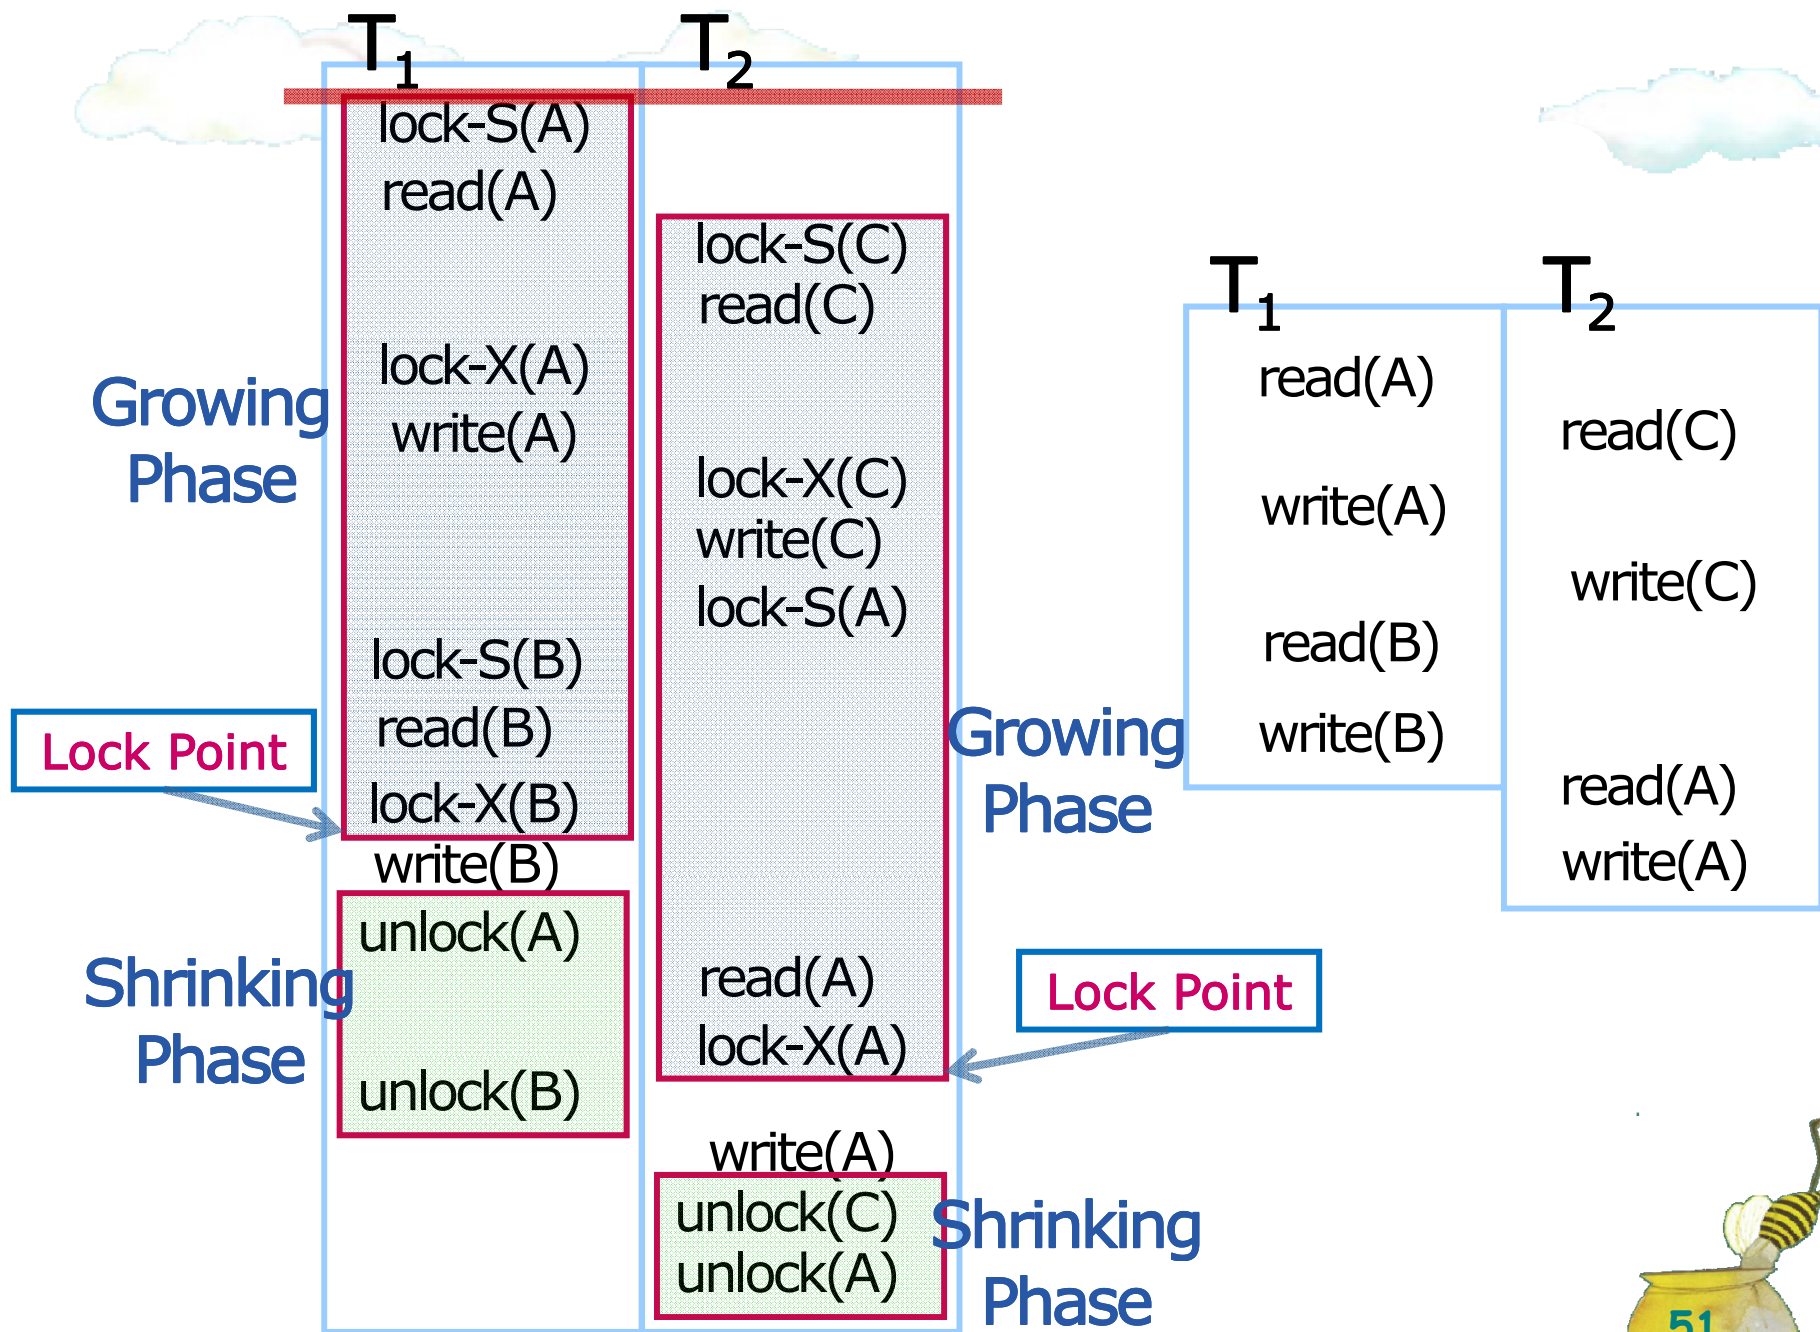 T1 T2
lock-S(A)
read(A)
lock-S(C)
read(C)
lock-X(A)
write(A)
lock-X(C)
write(C)
lock-S(A)
lock-S(B)
read(B)
lock-X(B)
write(B)
unlock(A)
read(A)
lock-X(A)
unlock(B)
write(A)
unlock(C)
unlock(A)
Growing
Phase
Lock Point
Shrinking
Phase
Growing
Phase
Lock Point
Shrinking
Phase
T1 T2
read(A)
read(C)
write(A)
write(C)
read(B)
write(B)
read(A)
write(A)
51